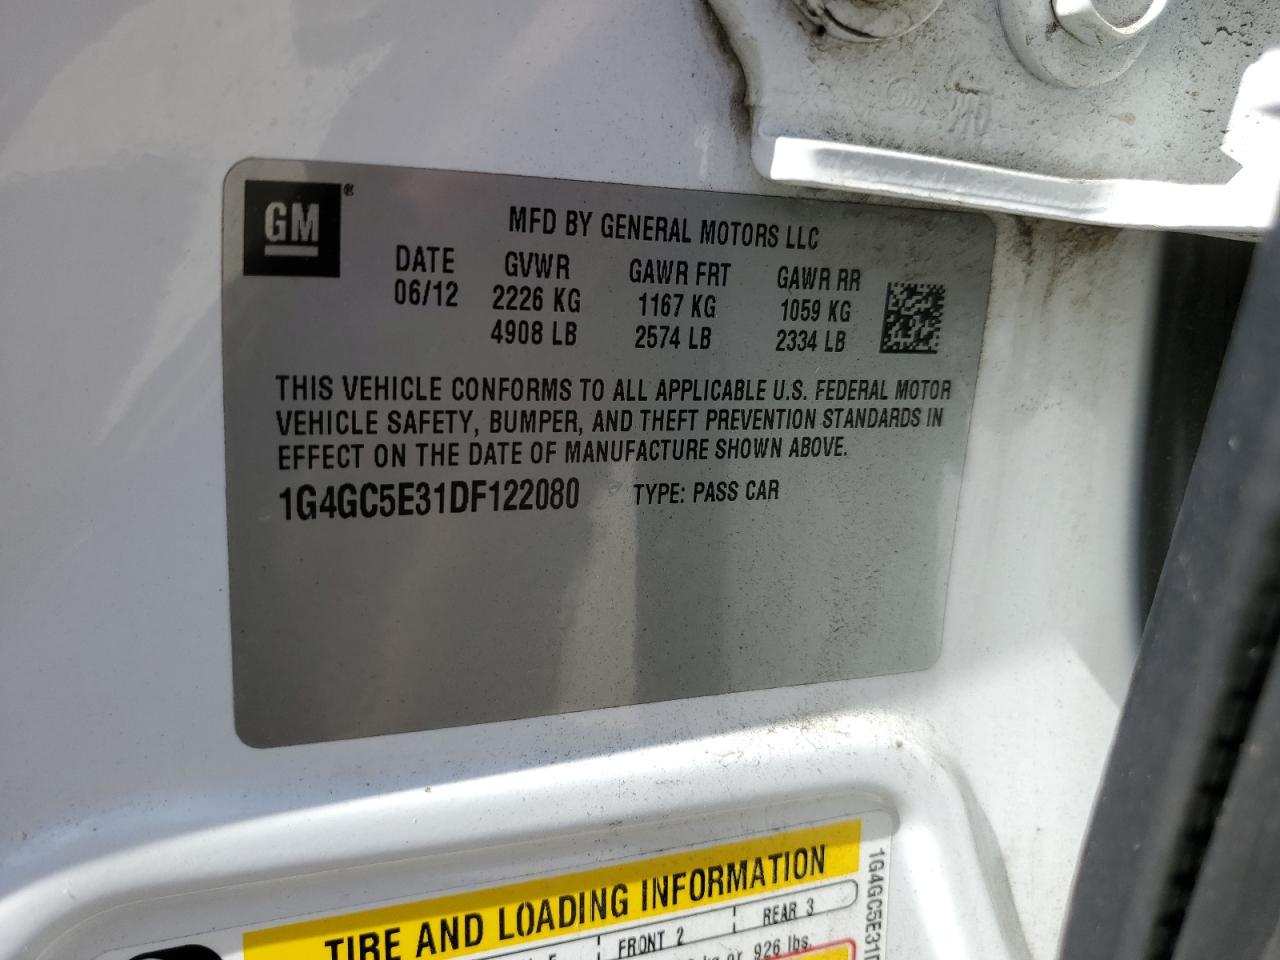 GM ®
MFD BY GENERAL MOTORS LLC
DATE GVWR GAWR FRT GAWR RR
06/12 2226 KG 1167 KG 1059 KG
4908 LB 2574 LB 2334 LB
THIS VEHICLE CONFORMS TO ALL APPLICABLE U.S. FEDERAL MOTOR
VEHICLE SAFETY, BUMPER, AND THEFT PREVENTION STANDARDS IN
EFFECT ON THE DATE OF MANUFACTURE SHOWN ABOVE.
1G4GC5E31DF122080 TYPE: PASS CAR
TIRE AND LOADING INFORMATION
FRONT 2 REAR 3
kg or 926 lbs.
1G4GC5E31